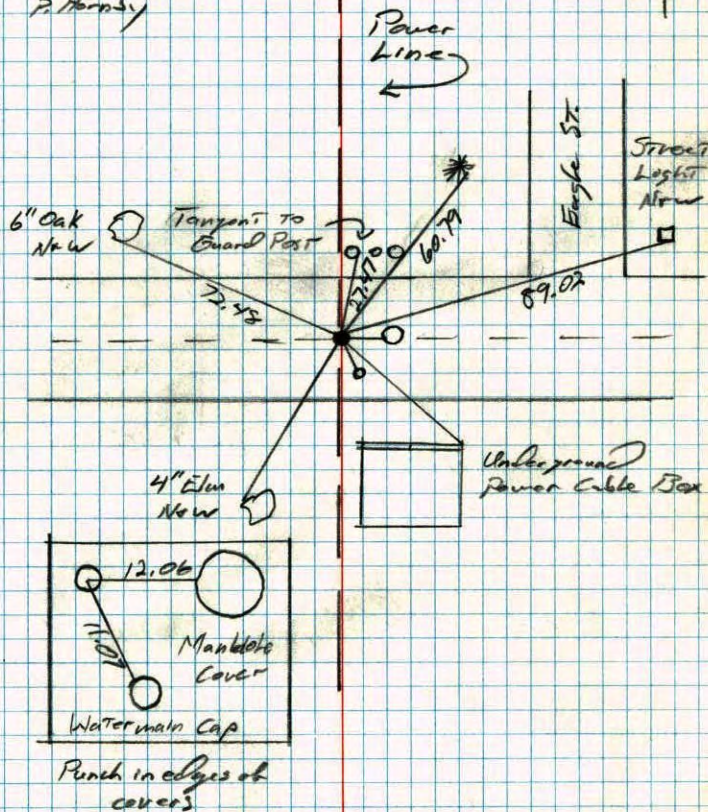 P. Hornby
Power
Line
Eagle St.
Street
Light
New
6" Oak
New
Tangent to
Guard Post
60.79
27.47
72.48
89.02
4" Elm
New
Underground
Power Cable Box
12.06
11.07
Manhole
Cover
Watermain Cap
Punch in edges of
covers